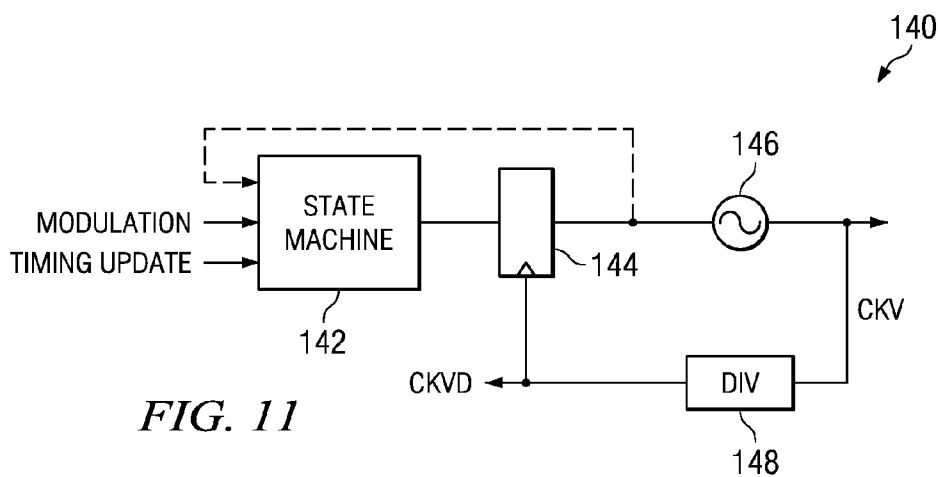 140
146
STATE
MACHINE
MODULATION
TIMING UPDATE
144
142
CKV
CKVD
DIV
FIG. 11
148